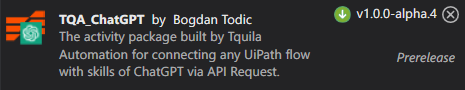 TQA_ChatGPT by Bogdan Todic
v1.0.0-alpha.4
The activity package built by Tquila
Automation for connecting any UiPath flow
with skills of ChatGPT via API Request.
Prerelease